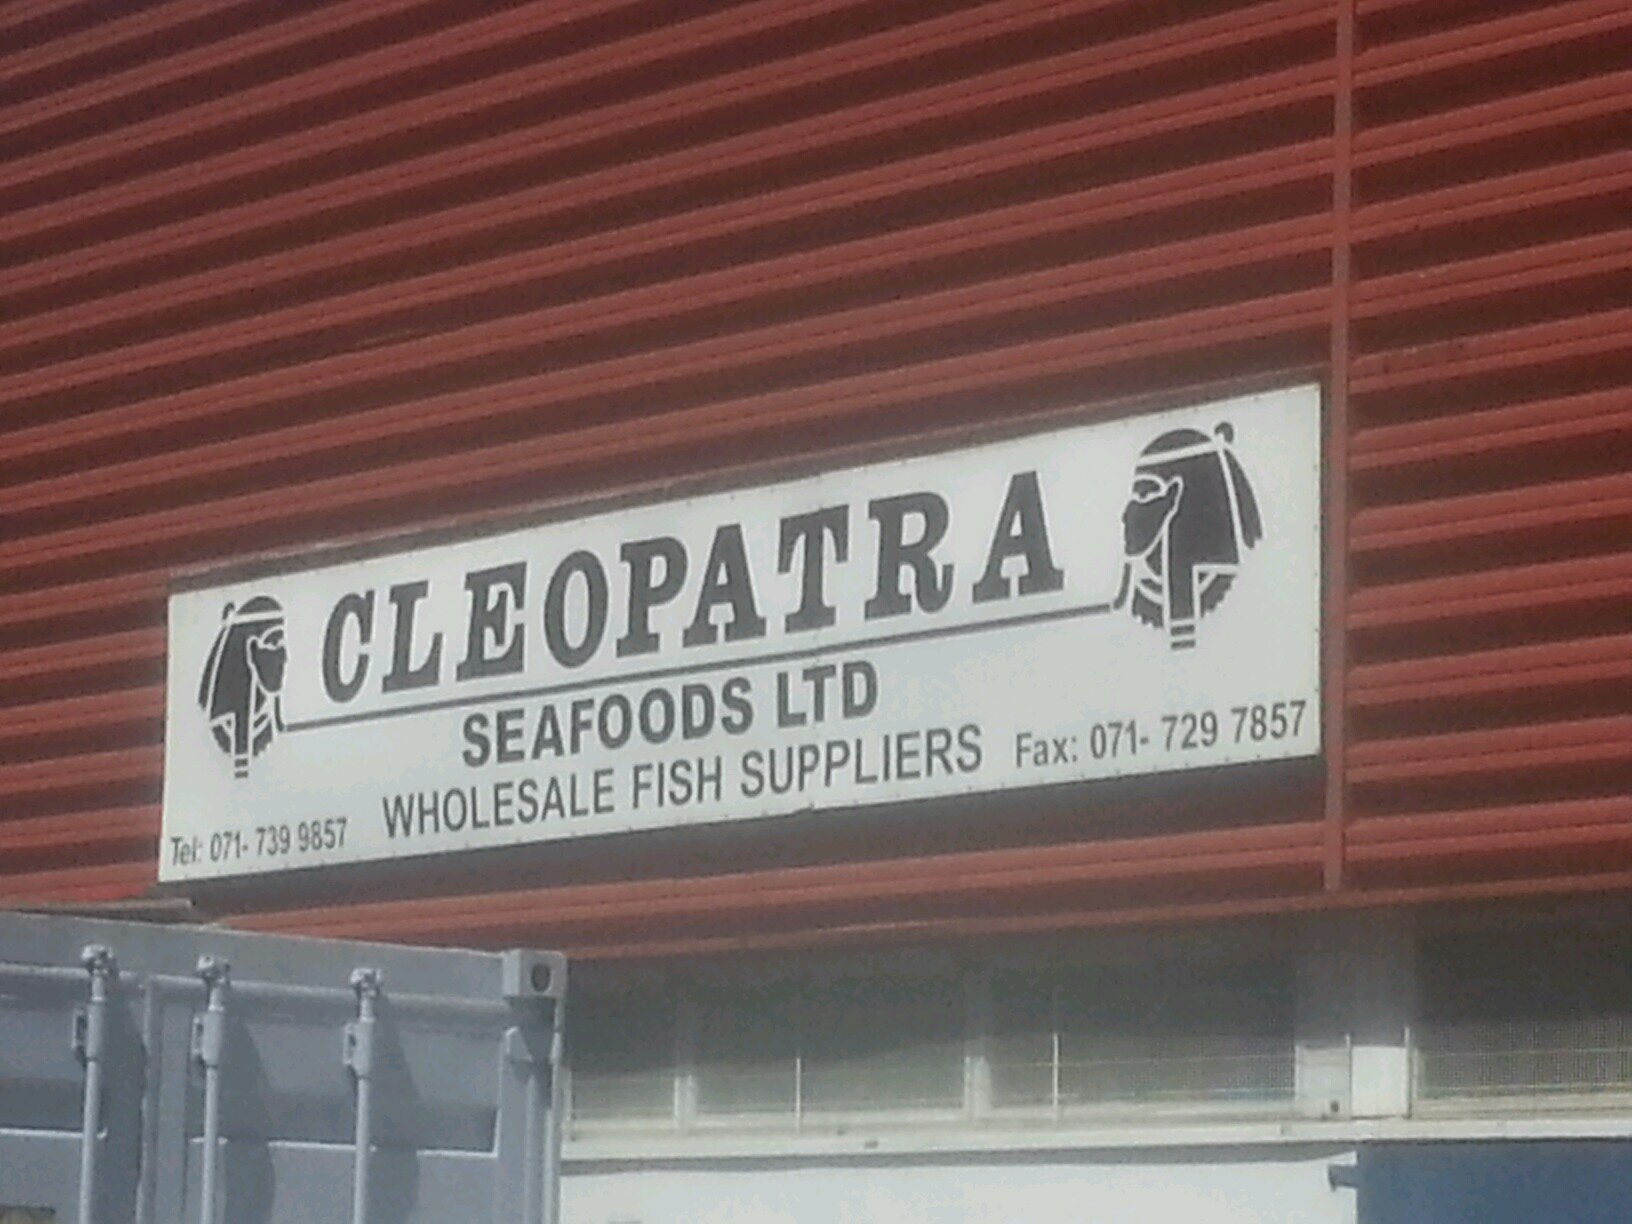 CLEOPATRA
SEAFOODS LTD
WHOLESALE FISH SUPPLIERS
Tel: 071- 739 9857
Fax: 071- 729 7857